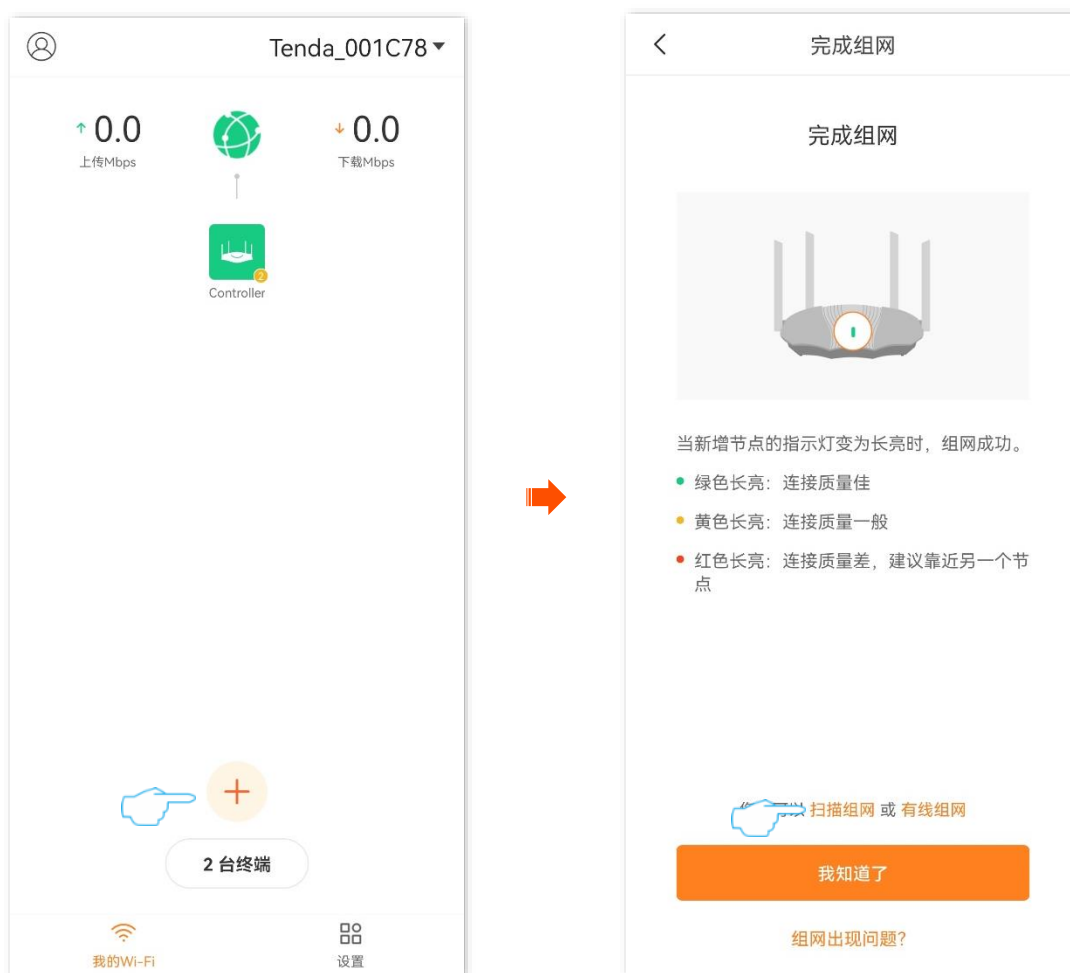 Tenda_001C78
0.0
上传Mbps
0.0
下载Mbps
2
Controller
2 台终端
我的Wi-Fi
设置
完成组网
完成组网
当新增节点的指示灯变为长亮时，组网成功。
绿色长亮：连接质量佳
黄色长亮：连接质量一般
红色长亮：连接质量差，建议靠近另一个节
点
扫描组网 或 有线组网
我知道了
组网出现问题？